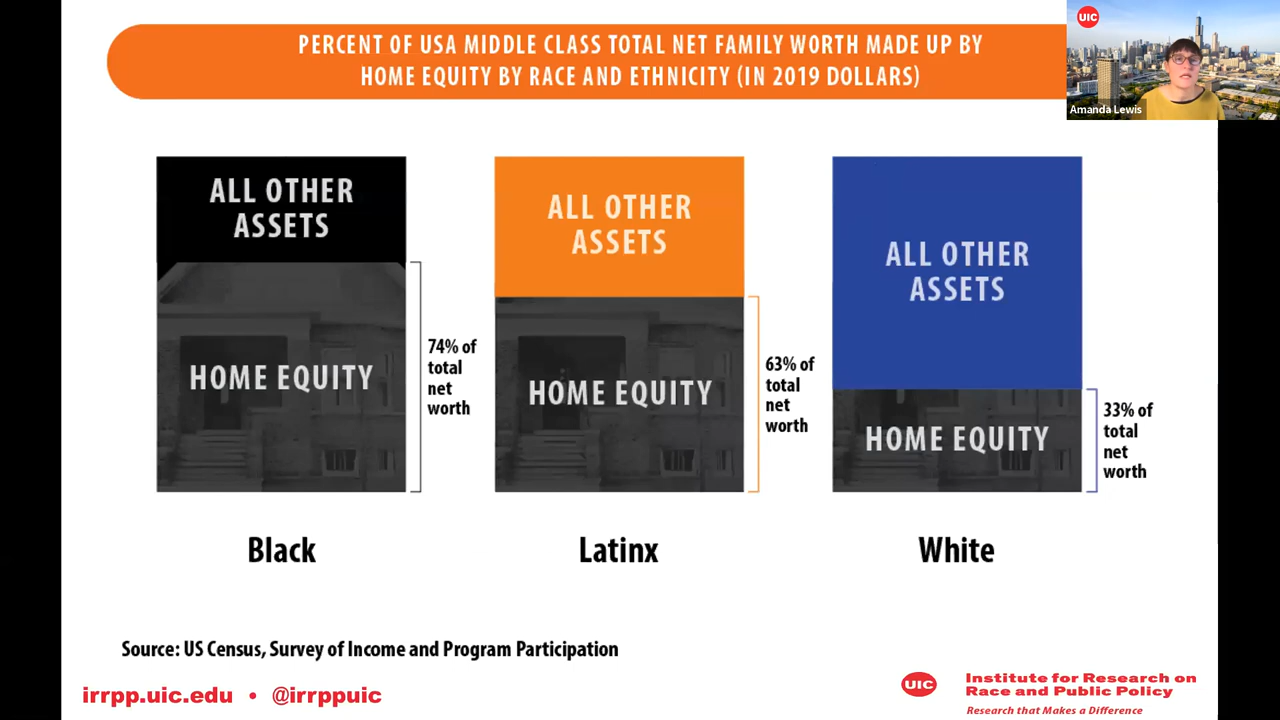 PERCENT OF USA MIDDLE CLASS TOTAL NET FAMILY WORTH MADE UP BY
HOME EQUITY BY RACE AND ETHNICITY (IN 2019 DOLLARS)
UIC
Amanda Lewis
ALL OTHER
ASSETS
HOME EQUITY
74% of
total
net
worth
Black
ALL OTHER
ASSETS
HOME EQUITY
63% of
total
net
worth
Latinx
ALL OTHER
ASSETS
HOME EQUITY
33% of
total
net
worth
White
Source: US Census, Survey of Income and Program Participation
irrpp.uic.edu • @irrppuic
UIC
Institute for Research on
Race and Public Policy
Research that Makes a Difference